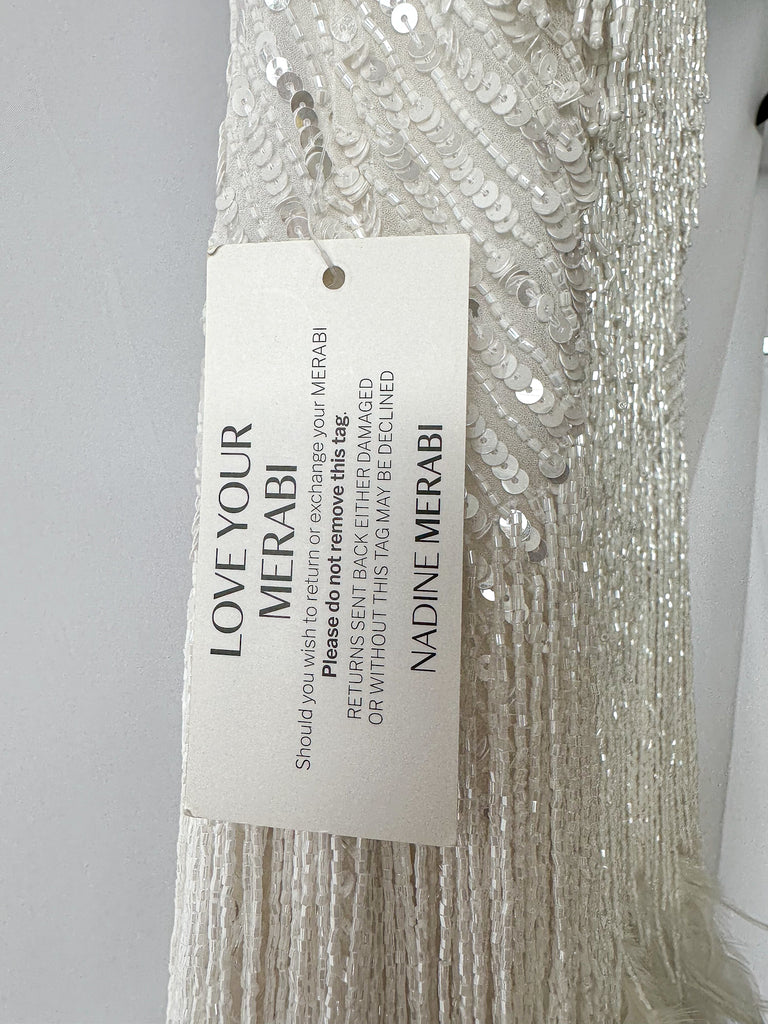 LOVE YOUR
MERABI
Should you wish to return or exchange your MERABI
Please do not remove this tag.
RETURNS SENT BACK EITHER DAMAGED
OR WITHOUT THIS TAG MAY BE DECLINED
NADINE MERABI